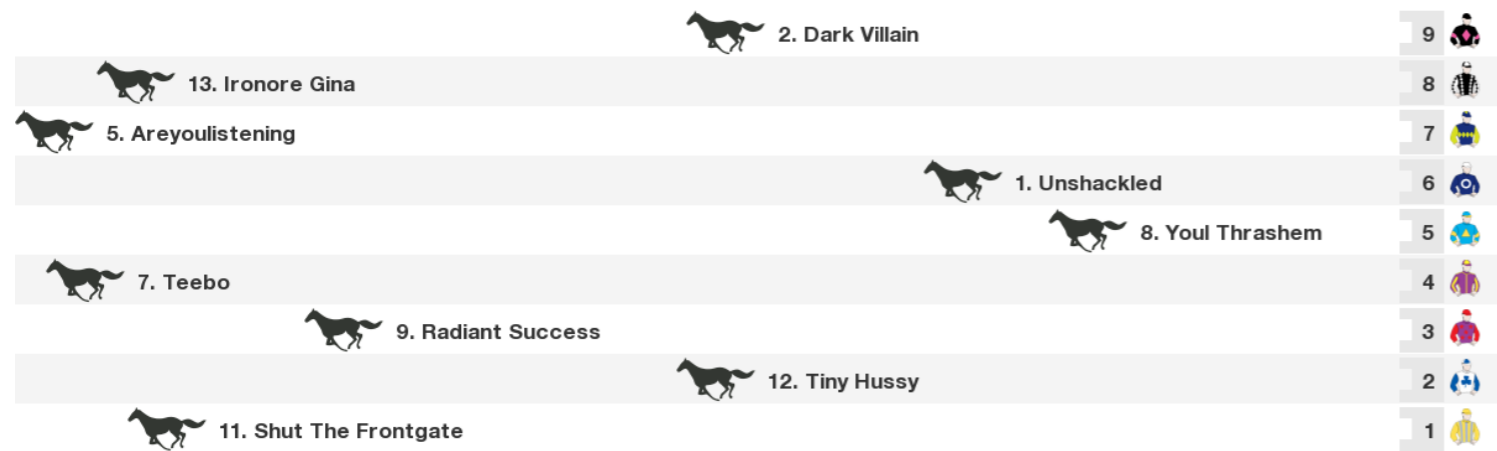 2. Dark Villain 9
13. Ironore Gina 8
5. Areyoulistening 7
1. Unshackled 6
8. Youl Thrashem 5
7. Teebo 4
9. Radiant Success 3
12. Tiny Hussy 2
11. Shut The Frontgate 1